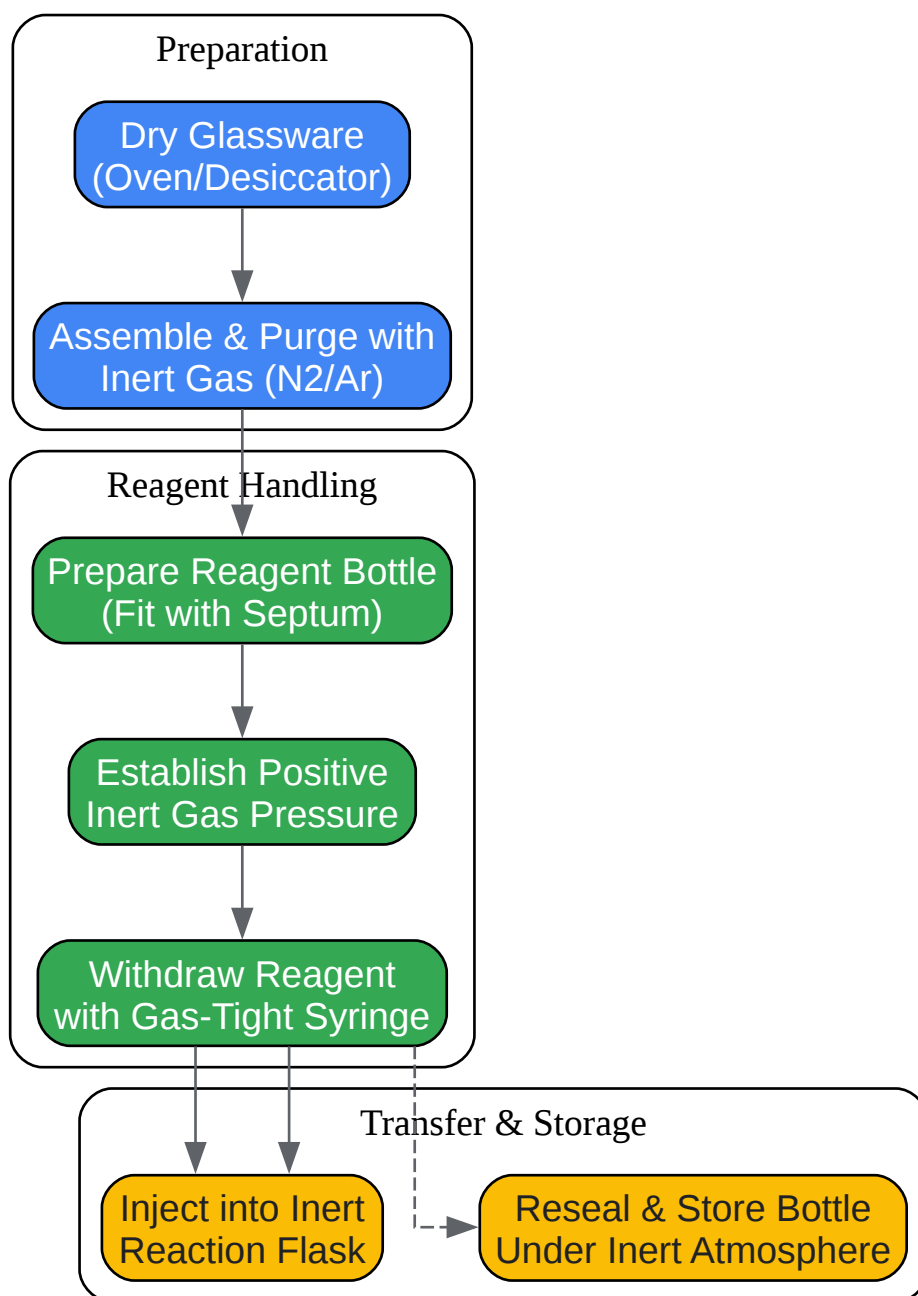 Preparation
Dry Glassware
(Oven/Desiccator)
Assemble & Purge with
Inert Gas (N2/Ar)
Reagent Handling
Prepare Reagent Bottle
(Fit with Septum)
Establish Positive
Inert Gas Pressure
Withdraw Reagent
with Gas-Tight Syringe
Transfer & Storage
Inject into Inert
Reaction Flask
Reseal & Store Bottle
Under Inert Atmosphere